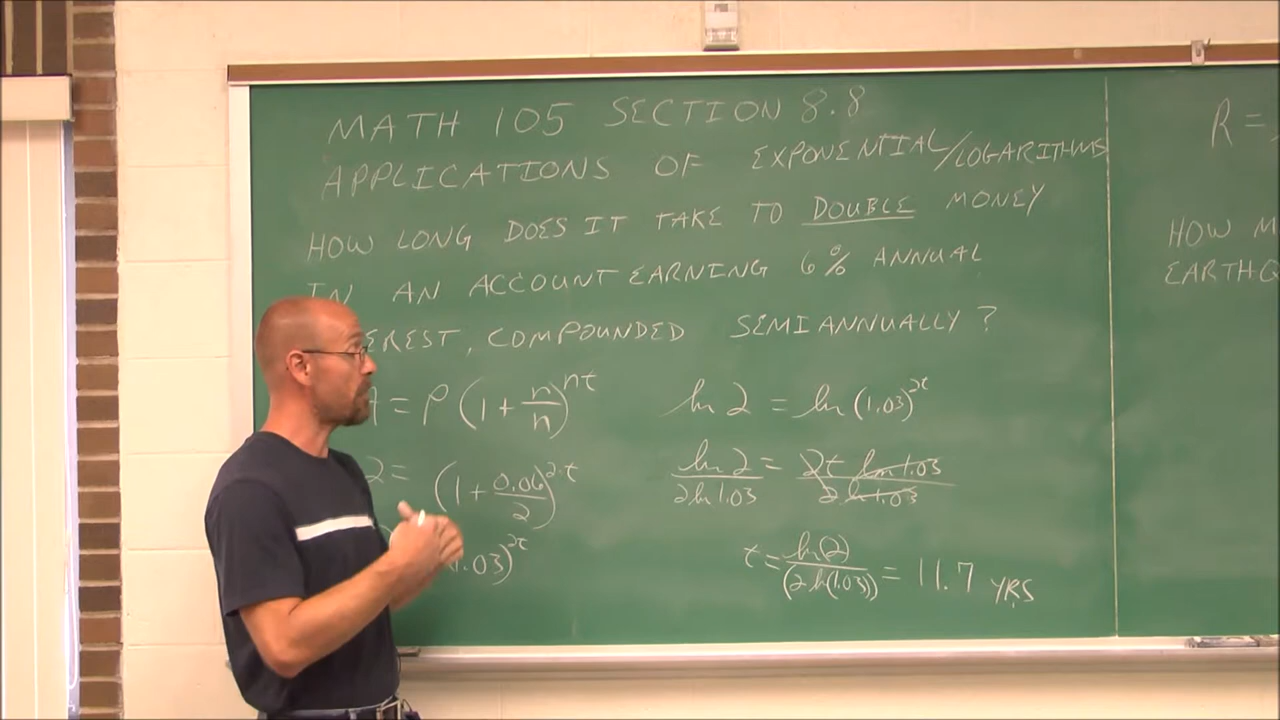 MATH 105 SECTION 8.8
APPLICATIONS OF EXPONENTIAL/LOGARITHMS
HOW LONG DOES IT TAKE TO DOUBLE MONEY
IN AN ACCOUNT EARNING 6% ANNUAL
EREST, COMPOUNDED SEMIANNUALLY?
A = P(1 + n/n)^nt
2 = (1 + 0.06/2)^2·t
1.03)^2t
ln 2 = ln (1.03)^2t
ln 2/2 ln 1.03 = 2t ln 1.03/2 ln 1.03
t = ln(2)/(2 ln(1.03)) = 11.7 YRS
R =
HOW M
EARTHQ